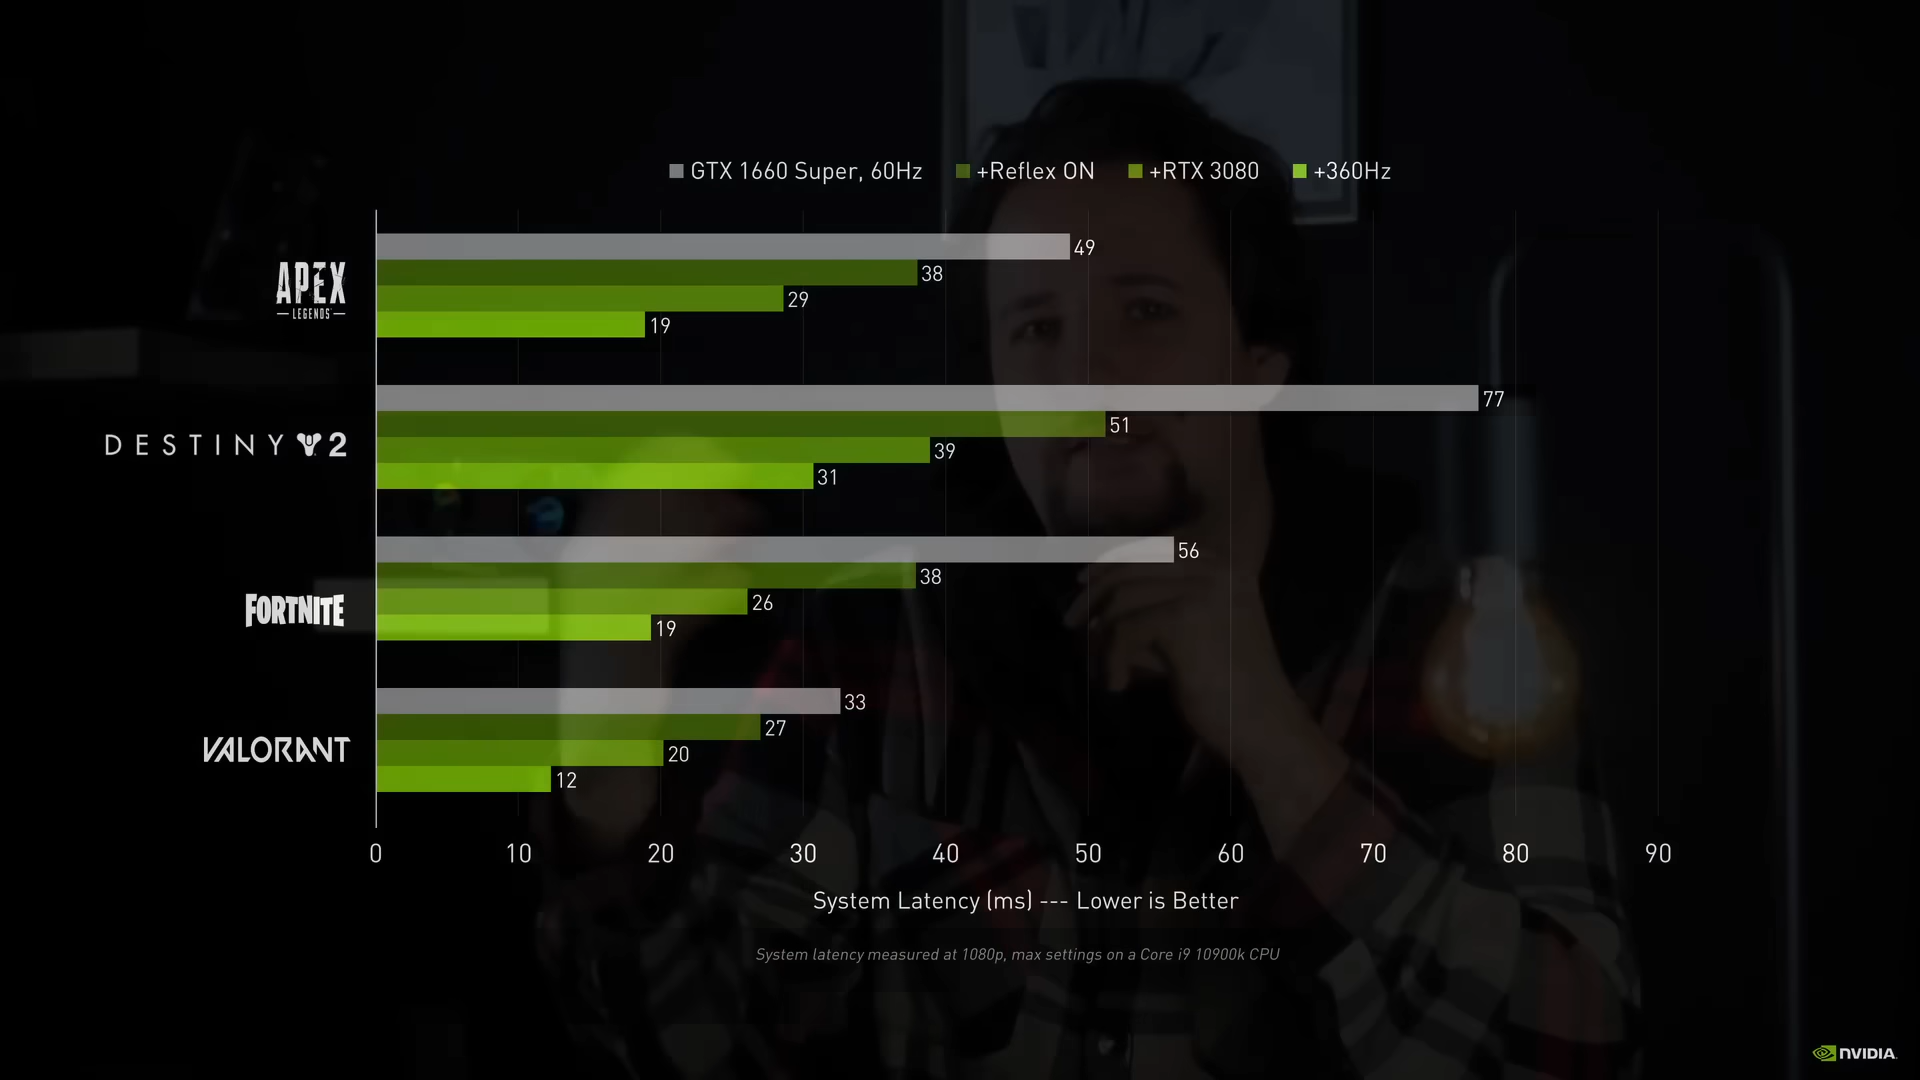 GTX 1660 Super, 60Hz +Reflex ON +RTX 3080 +360Hz
APEX
LEGENDS
49
38
29
19
DESTINY 2
77
51
39
31
FORTNITE
56
38
26
19
VALORANT
33
27
20
12
0 10 20 30 40 50 60 70 80 90
System Latency (ms) --- Lower is Better
System latency measured at 1080p, max settings on a Core i9 10900k CPU
NVIDIA